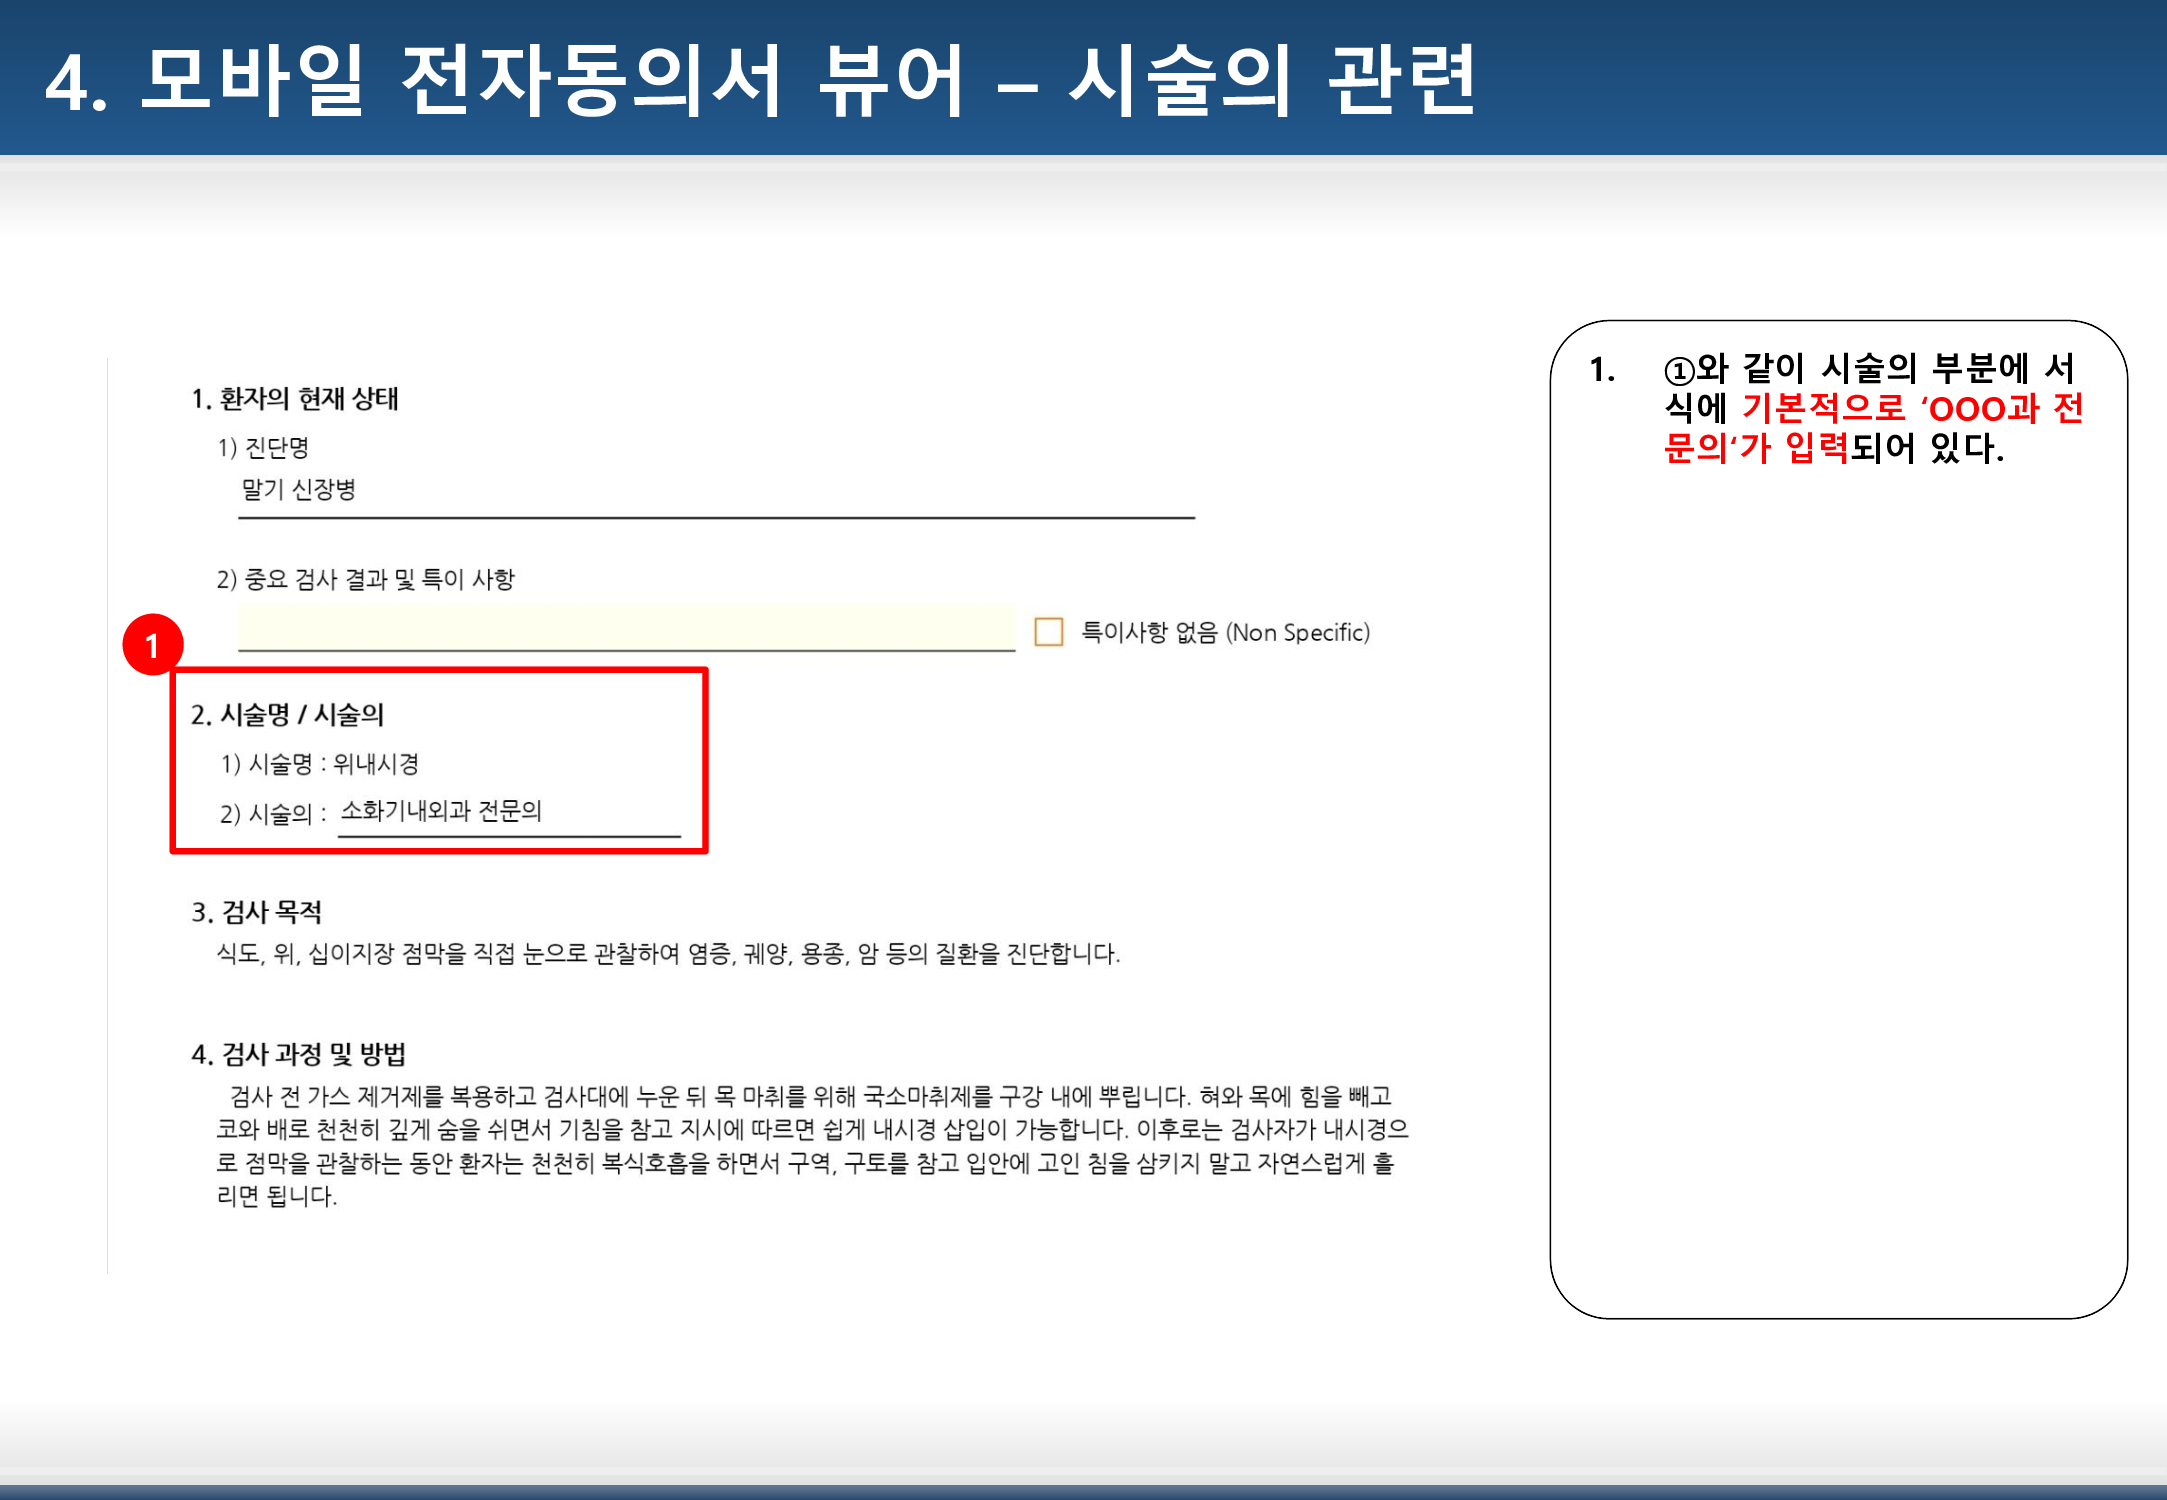 4. 모바일 전자동의서 뷰어 – 시술의 관련
1. 환자의 현재 상태
1) 진단명
말기 신장병
2) 중요 검사 결과 및 특이 사항
특이사항 없음 (Non Specific)
1
2. 시술명 / 시술의
1) 시술명 : 위내시경
2) 시술의 : 소화기내외과 전문의
3. 검사 목적
식도, 위, 십이지장 점막을 직접 눈으로 관찰하여 염증, 궤양, 용종, 암 등의 질환을 진단합니다.
4. 검사 과정 및 방법
검사 전 가스 제거제를 복용하고 검사대에 누운 뒤 목 마취를 위해 국소마취제를 구강 내에 뿌립니다. 혀와 목에 힘을 빼고
코와 배로 천천히 깊게 숨을 쉬면서 기침을 참고 지시에 따르면 쉽게 내시경 삽입이 가능합니다. 이후로는 검사자가 내시경으
로 점막을 관찰하는 동안 환자는 천천히 복식호흡을 하면서 구역, 구토를 참고 입안에 고인 침을 삼키지 말고 자연스럽게 흘
리면 됩니다.
1. ①와 같이 시술의 부분에 서
식에 기본적으로 ‘OOO과 전
문의‘가 입력되어 있다.